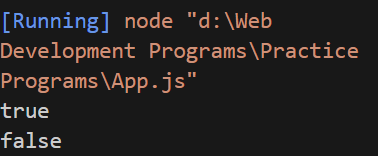 [Running] node "d:\Web
Development Programs\Practice
Programs\App.js"
true
false